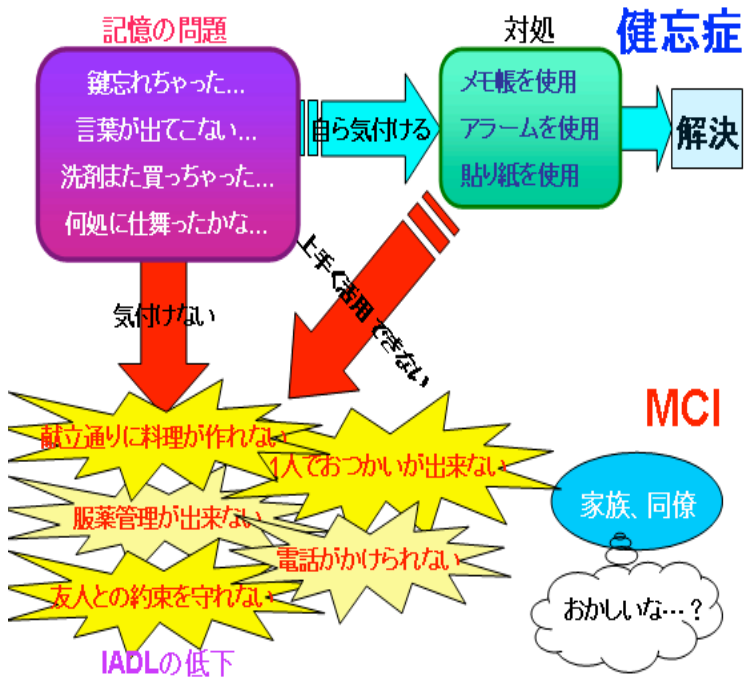 記憶の問題
対処
健忘症
鍵忘れちゃった…
言葉が出てこない…
洗剤また買っちゃった…
何処に仕舞ったかな…
自ら気付ける
メモ帳を使用
アラームを使用
貼り紙を使用
解決
気付けない
上手く活用できない
MCI
献立通りに料理が作れない
1人でおつかいが出来ない
服薬管理が出来ない
電話がかけられない
友人との約束を守れない
家族、同僚
おかしいな…？
IADLの低下